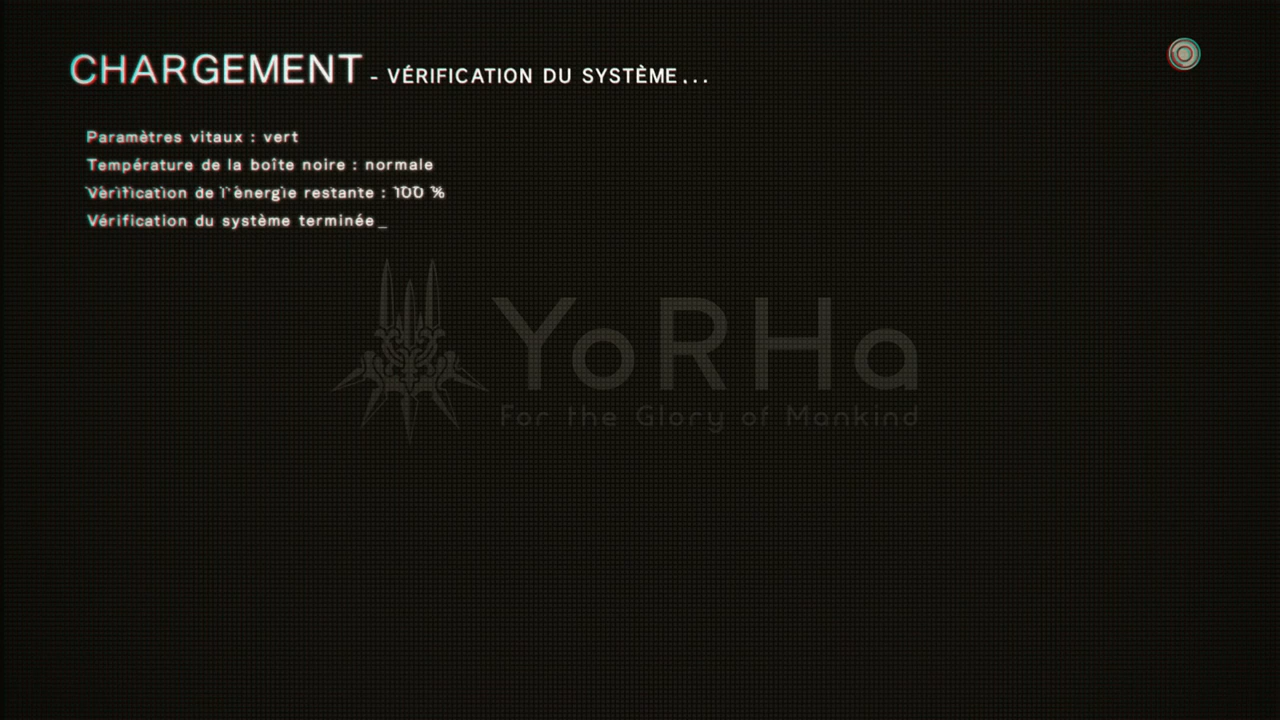 CHARGEMENT - VÉRIFICATION DU SYSTÈME...
Paramètres vitaux : vert
Température de la boîte noire : normale
Vérification de l'énergie restante : 100 %
Vérification du système terminée_
YoRHa
For the Glory of Mankind